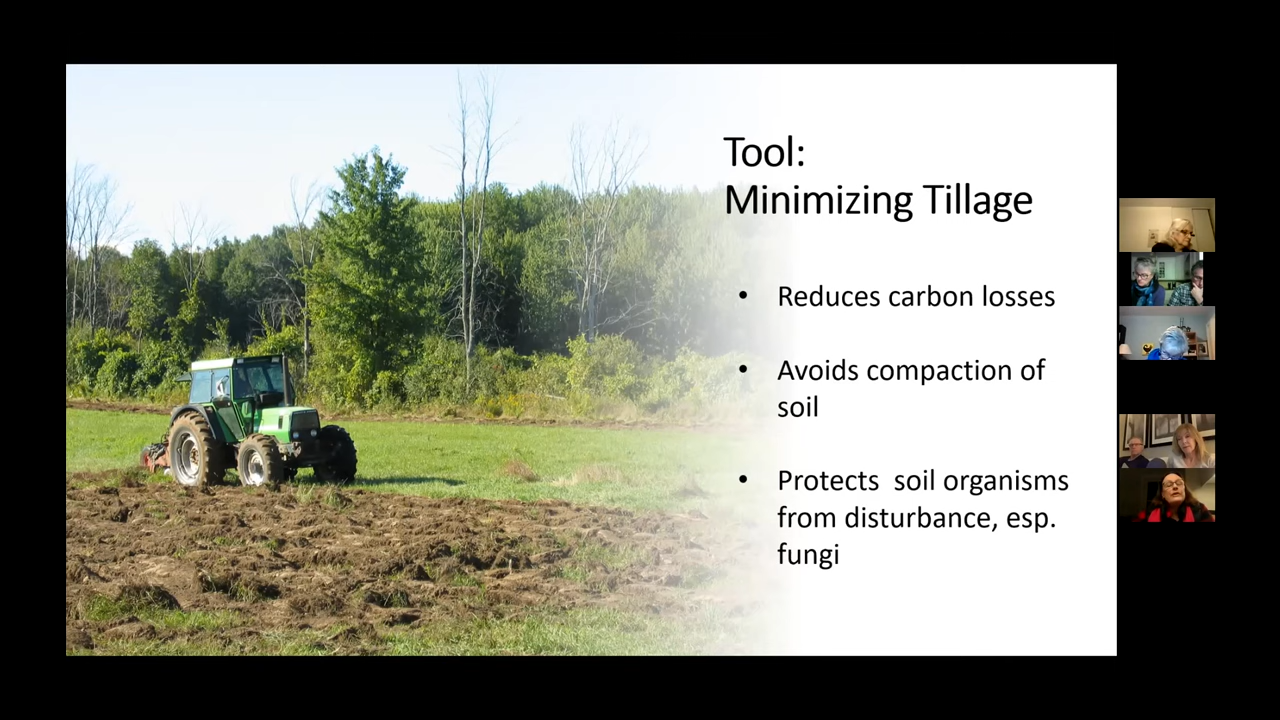 Tool:
Minimizing Tillage
• Reduces carbon losses
• Avoids compaction of
soil
• Protects  soil organisms
from disturbance, esp.
fungi